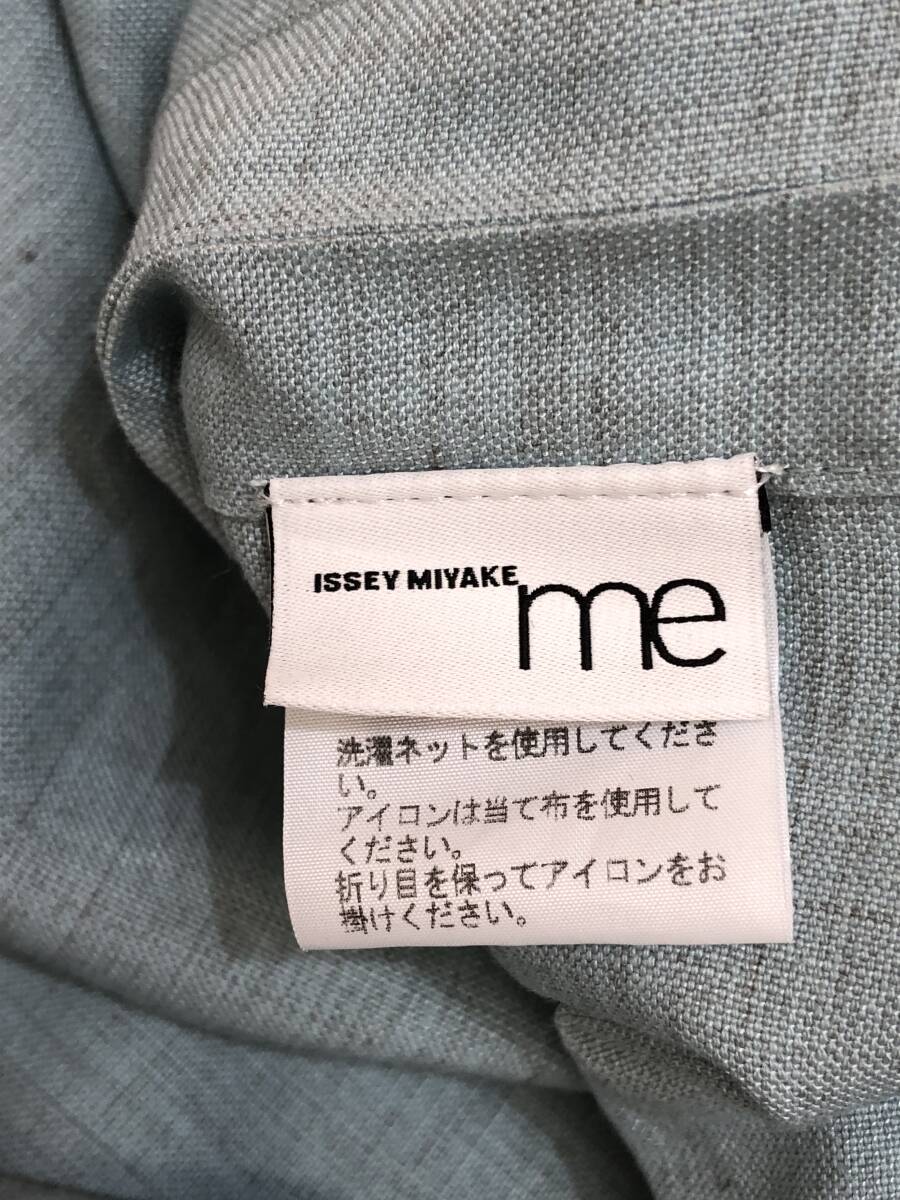 ISSEY MIYAKE
me
洗濯ネットを使用してくださ
い。
アイロンは当て布を使用して
ください。
折り目を保ってアイロンをお
掛けください。